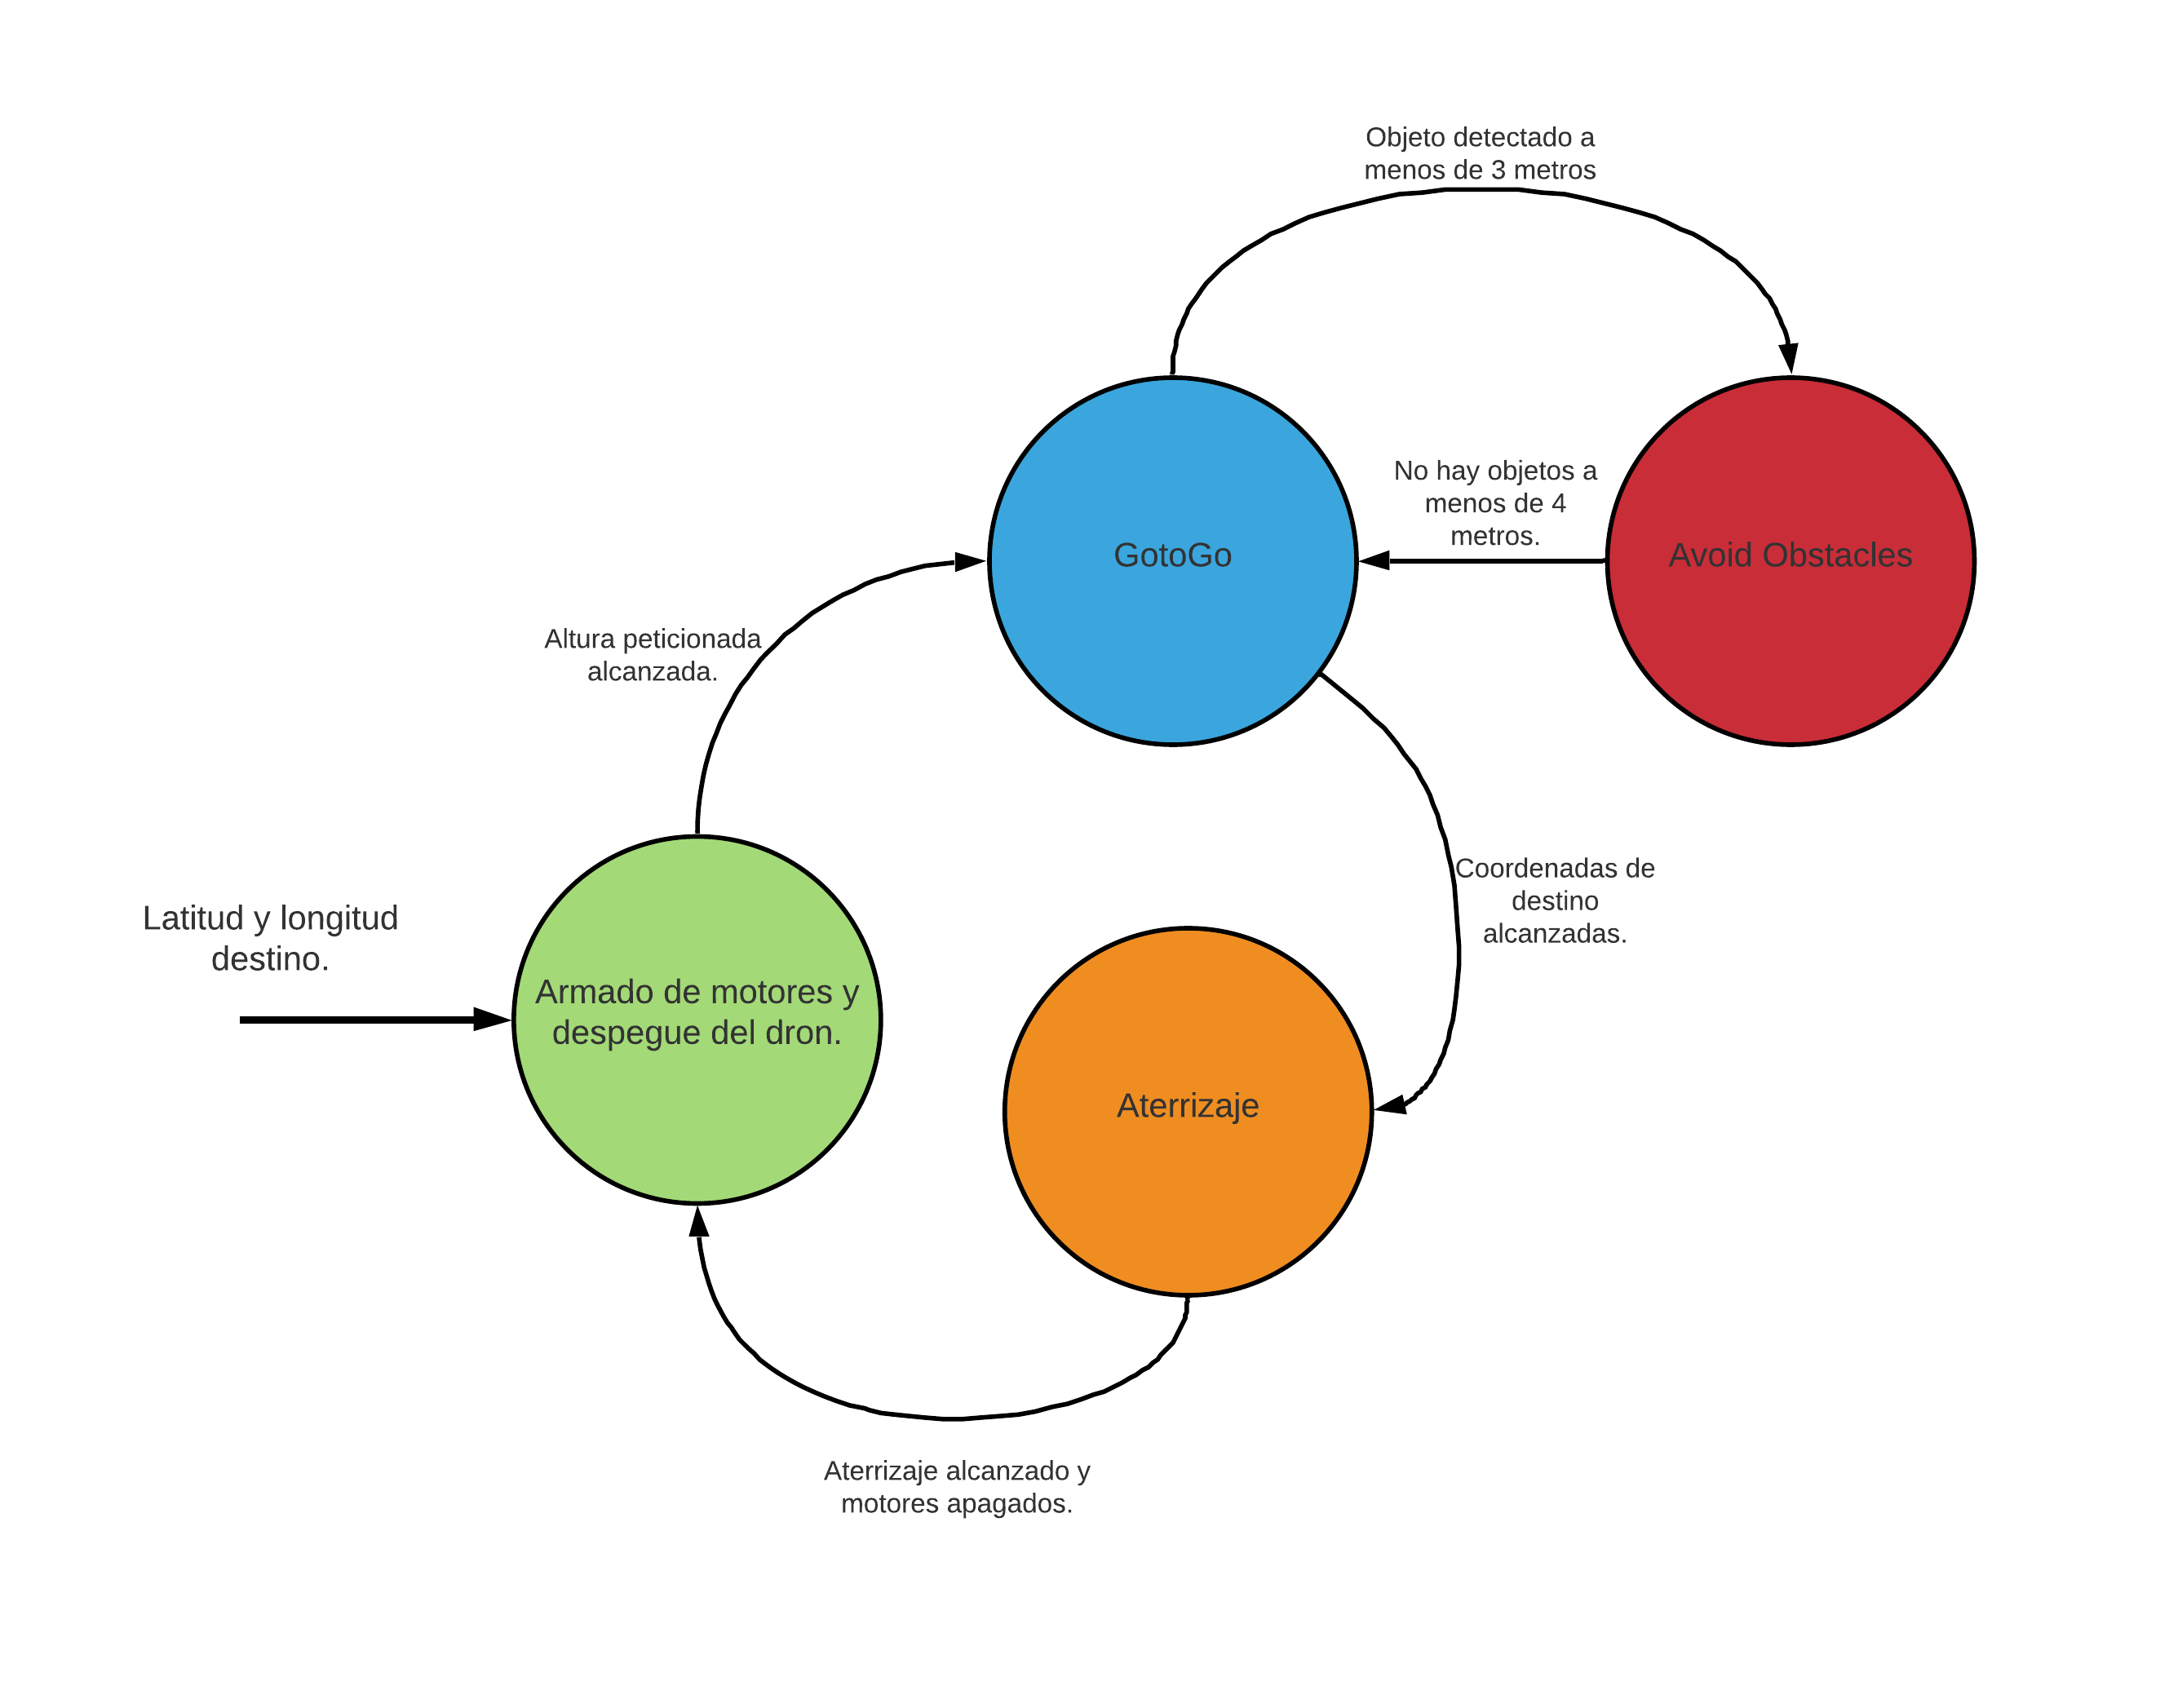 Objeto detectado a
menos de 3 metros
No hay objetos a
menos de 4
metros.
GotoGo
Avoid Obstacles
Altura peticionada
alcanzada.
Coordenadas de
destino
alcanzadas.
Latitud y longitud
destino.
Armado de motores y
despegue del dron.
Aterrizaje
Aterrizaje alcanzado y
motores apagados.